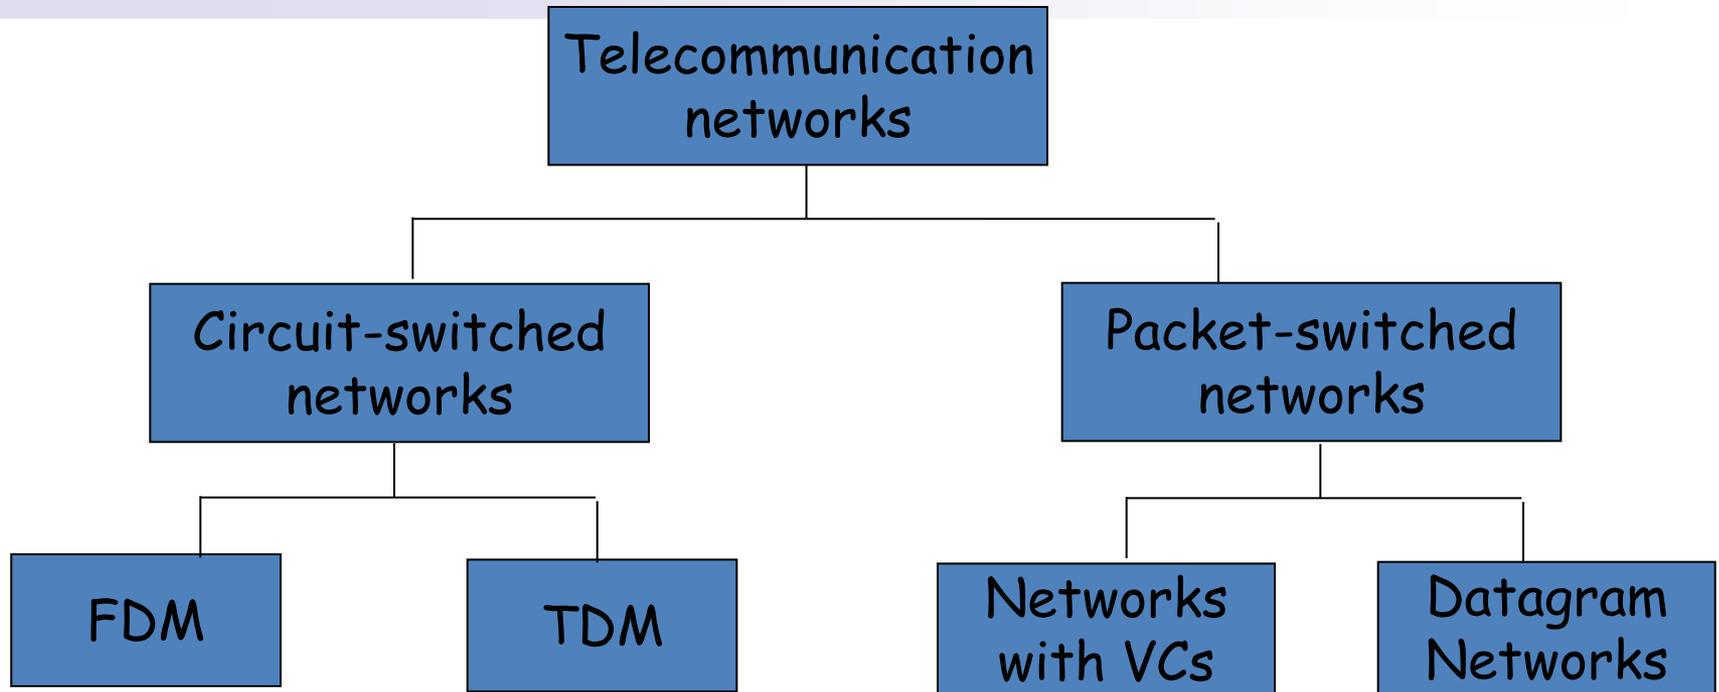 Telecommunication
networks
Circuit-switched
networks
Packet-switched
networks
FDM
TDM
Networks
with VCs
Datagram
Networks